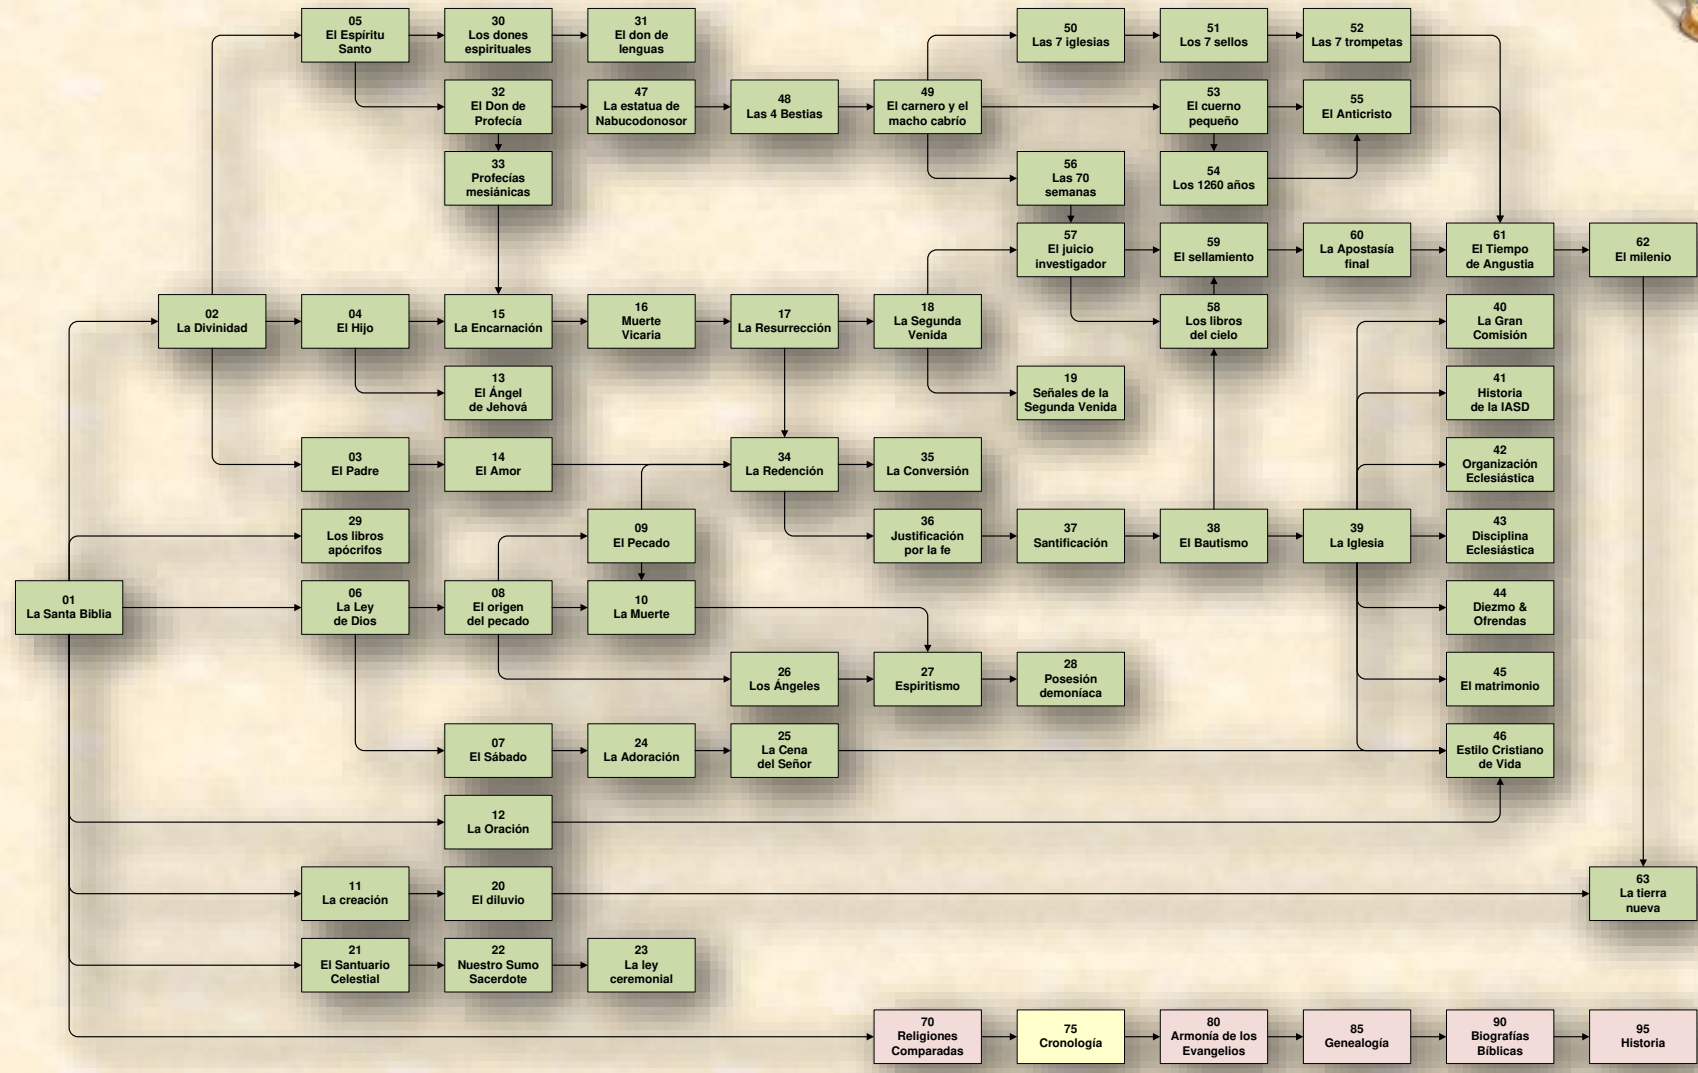 05
El Espíritu
Santo
30
Los dones
espirituales
31
El don de
lenguas
50
Las 7 iglesias
51
Los 7 sellos
52
Las 7 trompetas
32
El Don de
Profecía
47
La estatua de
Nabucodonosor
48
Las 4 Bestias
49
El carnero y el
macho cabrío
53
El cuerno
pequeño
55
El Anticristo
33
Profecías
mesiánicas
56
Las 70
semanas
54
Los 1260 años
57
El juicio
investigador
59
El sellamiento
60
La Apostasía
final
61
El Tiempo
de Angustia
62
El milenio
02
La Divinidad
04
El Hijo
15
La Encarnación
16
Muerte
Vicaria
17
La Resurrección
18
La Segunda
Venida
58
Los libros
del cielo
40
La Gran
Comisión
13
El Ángel
de Jehová
19
Señales de la
Segunda Venida
41
Historia
de la IASD
03
El Padre
14
El Amor
34
La Redención
35
La Conversión
42
Organización
Eclesiástica
29
Los libros
apócrifos
09
El Pecado
36
Justificación
por la fe
37
Santificación
38
El Bautismo
39
La Iglesia
43
Disciplina
Eclesiástica
01
La Santa Biblia
06
La Ley
de Dios
08
El origen
del pecado
10
La Muerte
44
Diezmo &
Ofrendas
26
Los Ángeles
27
Espiritismo
28
Posesión
demoníaca
45
El matrimonio
07
El Sábado
24
La Adoración
25
La Cena
del Señor
46
Estilo Cristiano
de Vida
12
La Oración
11
La creación
20
El diluvio
63
La tierra
nueva
21
El Santuario
Celestial
22
Nuestro Sumo
Sacerdote
23
La ley
ceremonial
70
Religiones
Comparadas
75
Cronología
80
Armonía de los
Evangelios
85
Genealogía
90
Biografías
Bíblicas
95
Historia